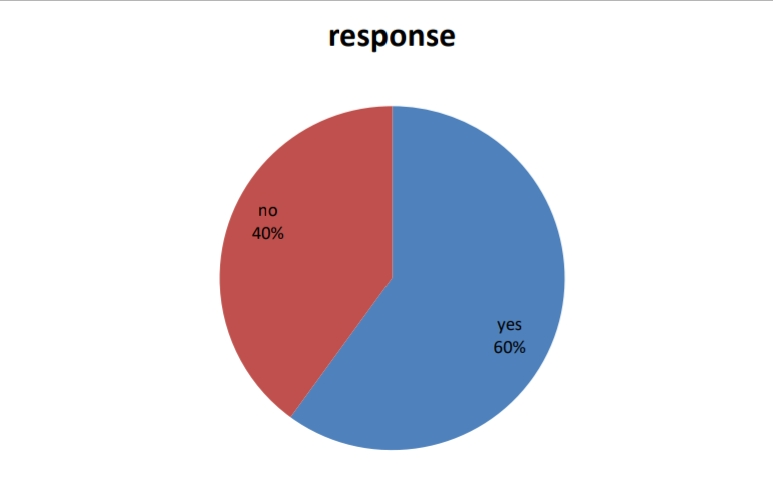 response
no
40%
yes
60%